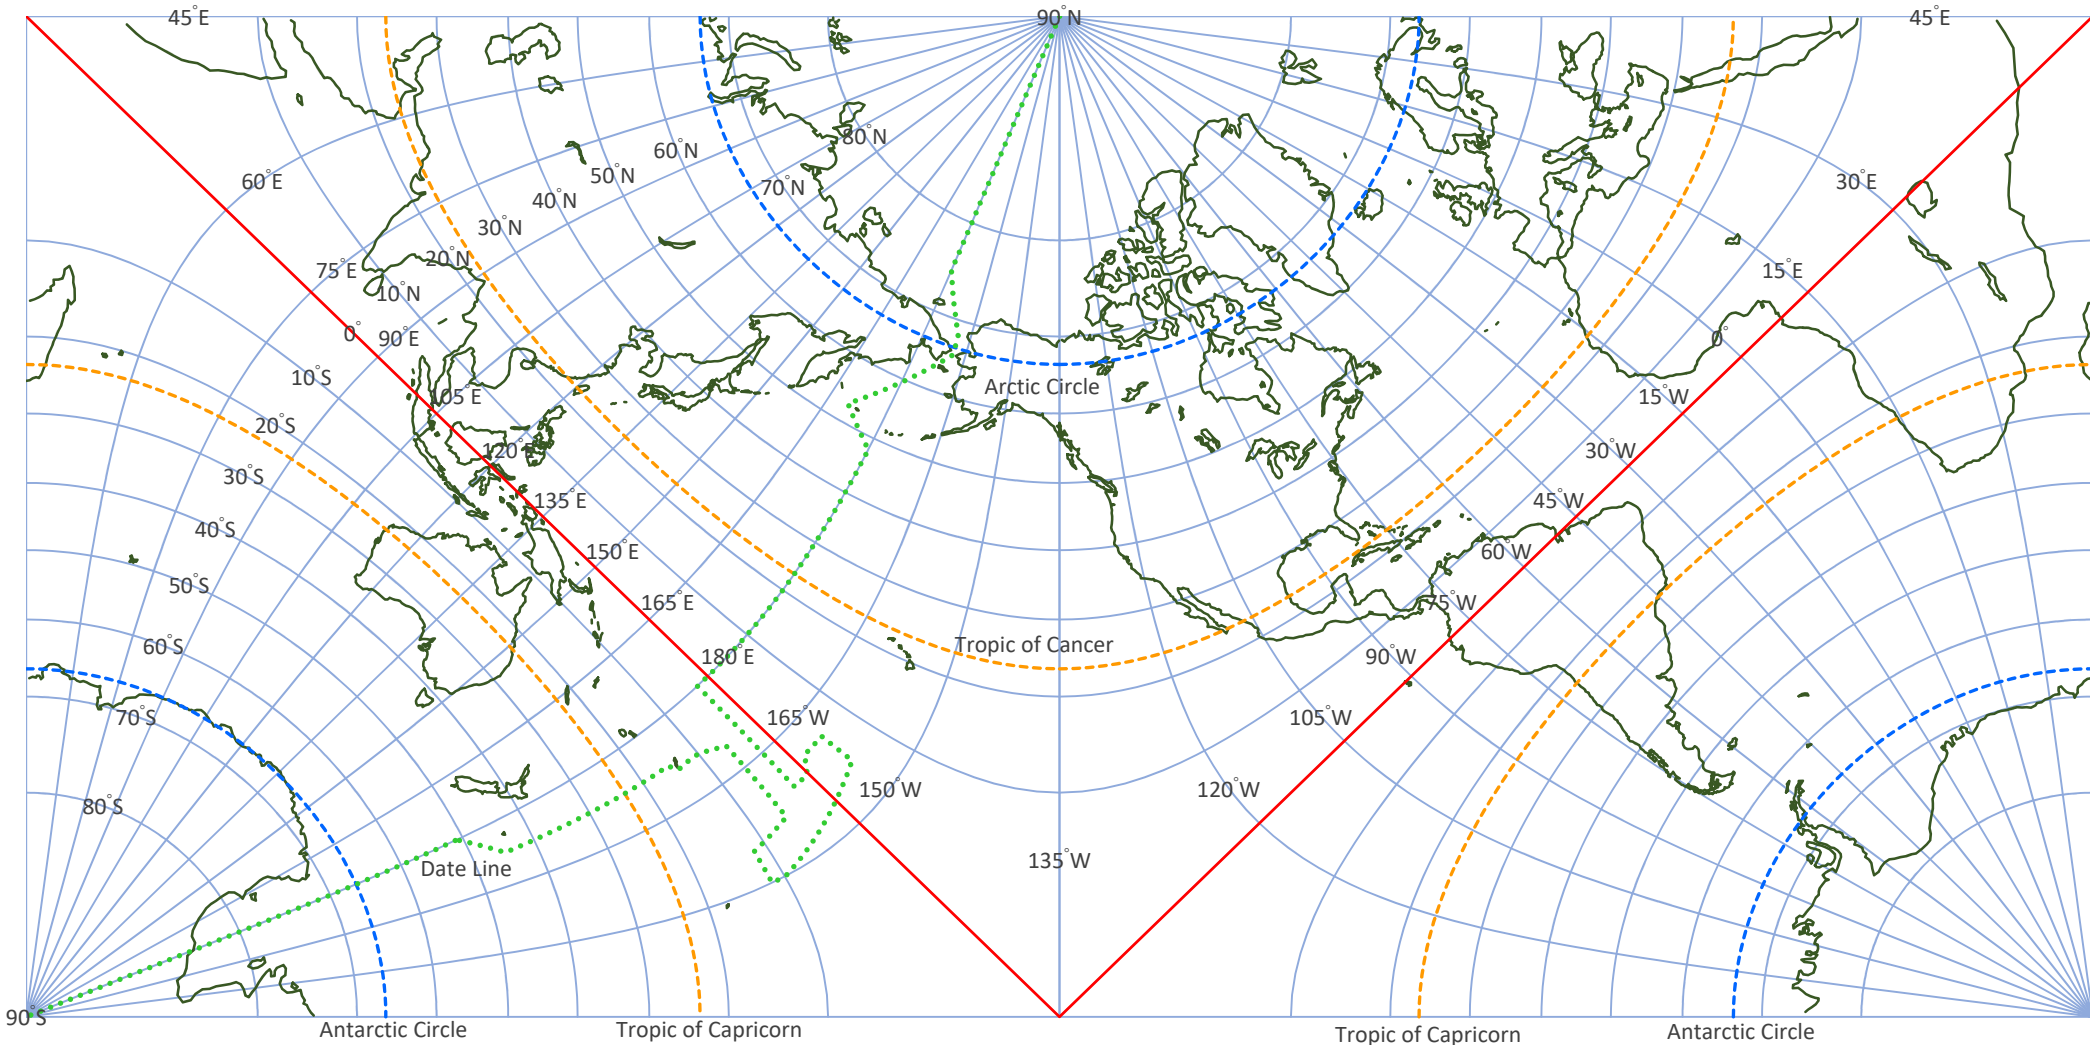 45°E
90°N
45°E
80°N
60°N
50°N
60°E
30°E
70°N
40°N
30°N
20°N
75°E
15°E
10°N
0°
90°E
0°
10°S
Arctic Circle
105°E
15°W
20°S
120°E
30°W
30°S
135°E
45°W
40°S
150°E
60°W
50°S
165°E
75°W
60°S
Tropic of Cancer
180°E
90°W
70°S
165°W
105°W
150°W
120°W
80°S
135°W
Date Line
90°S
Antarctic Circle
Tropic of Capricorn
Tropic of Capricorn
Antarctic Circle